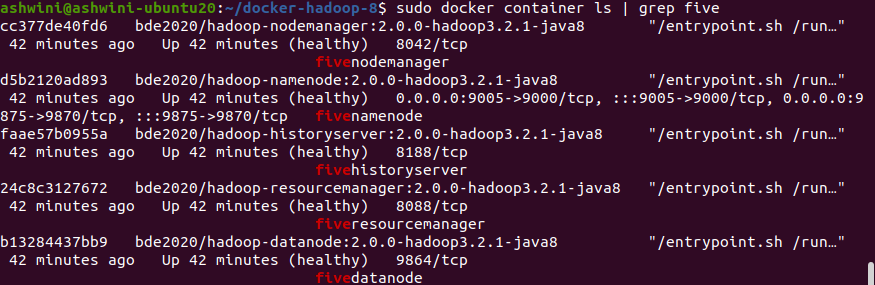 ashwini@ashwini-ubuntu20:~/docker-hadoop-8$ sudo docker container ls | grep five
cc377de40fd6   bde2020/hadoop-nodemanager:2.0.0-hadoop3.2.1-java8       "/entrypoint.sh /run…"
 42 minutes ago   Up 42 minutes (healthy)   8042/tcp
fivenodemanager
d5b2120ad893   bde2020/hadoop-namenode:2.0.0-hadoop3.2.1-java8          "/entrypoint.sh /run…"
 42 minutes ago   Up 42 minutes (healthy)   0.0.0.0:9005->9000/tcp, :::9005->9000/tcp, 0.0.0.0:9
875->9870/tcp, :::9875->9870/tcp   fivenamenode
faae57b0955a   bde2020/hadoop-historyserver:2.0.0-hadoop3.2.1-java8     "/entrypoint.sh /run…"
 42 minutes ago   Up 42 minutes (healthy)   8188/tcp
fivehistoryserver
24c8c3127672   bde2020/hadoop-resourcemanager:2.0.0-hadoop3.2.1-java8   "/entrypoint.sh /run…"
 42 minutes ago   Up 42 minutes (healthy)   8088/tcp
fiveresourcemanager
b13284437bb9   bde2020/hadoop-datanode:2.0.0-hadoop3.2.1-java8          "/entrypoint.sh /run…"
 42 minutes ago   Up 42 minutes (healthy)   9864/tcp
fivedatanode